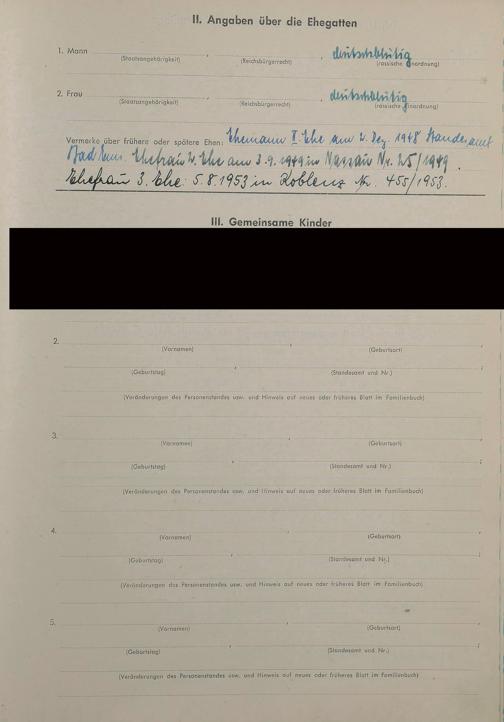 II. Angaben über die Ehegatten
1. Mann , , deutschblütig
(Staatsangehörigkeit) (Reichsbürgerrecht) (rassische Einordnung)
2. Frau , , deutschblütig
(Staatsangehörigkeit) (Reichsbürgerrecht) (rassische Einordnung)
Vermerke über frühere oder spätere Ehen: Ehemann II. Ehe am 2. Dez. 1948 Standesamt
Bad Ems. Ehefrau 2. Ehe am 3.9.1949 in Nassau Nr. 25/1949.
Ehefrau 3. Ehe: 5.8.1953 in Koblenz Nr. 455/1953.
III. Gemeinsame Kinder
2. ,
(Vornamen) (Geburtsort)
, ;
(Geburtstag) (Standesamt und Nr.)
(Veränderungen des Personenstandes usw. und Hinweis auf neues oder früheres Blatt im Familienbuch)
3. ,
(Vornamen) (Geburtsort)
, ;
(Geburtstag) (Standesamt und Nr.)
(Veränderungen des Personenstandes usw. und Hinweis auf neues oder früheres Blatt im Familienbuch)
4. ,
(Vornamen) (Geburtsort)
, ;
(Geburtstag) (Standesamt und Nr.)
(Veränderungen des Personenstandes usw. und Hinweis auf neues oder früheres Blatt im Familienbuch)
5. ,
(Vornamen) (Geburtsort)
, ;
(Geburtstag) (Standesamt und Nr.)
(Veränderungen des Personenstandes usw. und Hinweis auf neues oder früheres Blatt im Familienbuch)